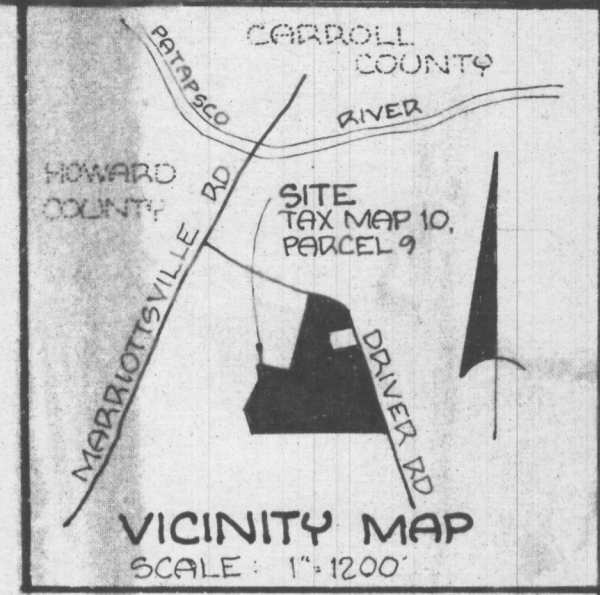 CARROLL
COUNTY
PATAPSCO
RIVER
HOWARD
COUNTY
MARRIOTTSVILLE RD
SITE
TAX MAP 10,
PARCEL 9
DRIVER RD
VICINITY MAP
SCALE: 1"=1200'